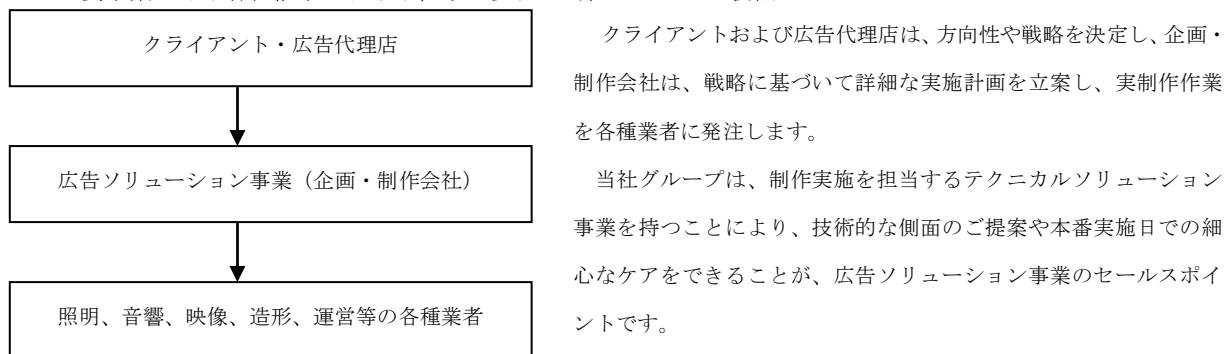 クライアント・広告代理店
広告ソリューション事業（企画・制作会社）
照明、音響、映像、造形、運営等の各種業者
クライアントおよび広告代理店は、方向性や戦略を決定し、企画・
制作会社は、戦略に基づいて詳細な実施計画を立案し、実制作作業
を各種業者に発注します。
当社グループは、制作実施を担当するテクニカルソリューション
事業を持つことにより、技術的な側面のご提案や本番実施日での細
心なケアをできることが、広告ソリューション事業のセールスポイ
ントです。